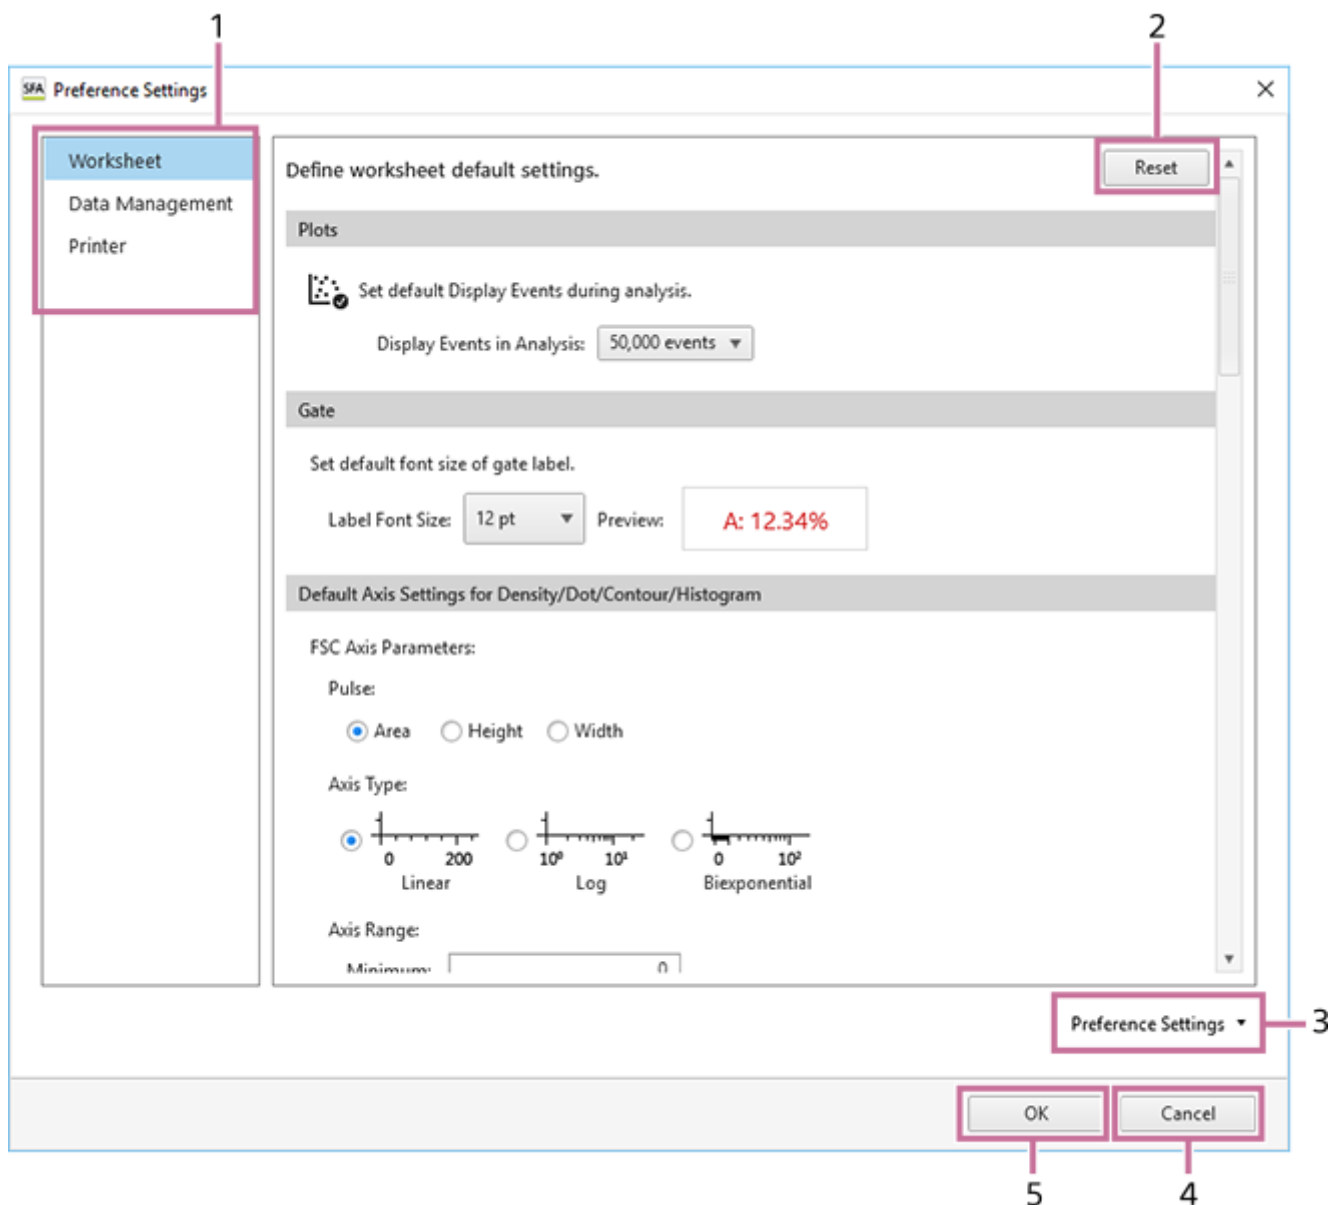 1
2
SFA Preference Settings
Worksheet
Data Management
Printer
Define worksheet default settings.
Reset
Plots
Set default Display Events during analysis.
Display Events in Analysis: 50,000 events
Gate
Set default font size of gate label.
Label Font Size: 12 pt Preview: A: 12.34%
Default Axis Settings for Density/Dot/Contour/Histogram
FSC Axis Parameters:
Pulse:
Area Height Width
Axis Type:
0 200 10⁰ 10¹ 0 10²
Linear Log Biexponential
Axis Range:
Minimum: 0
Preference Settings
3
OK Cancel
5 4